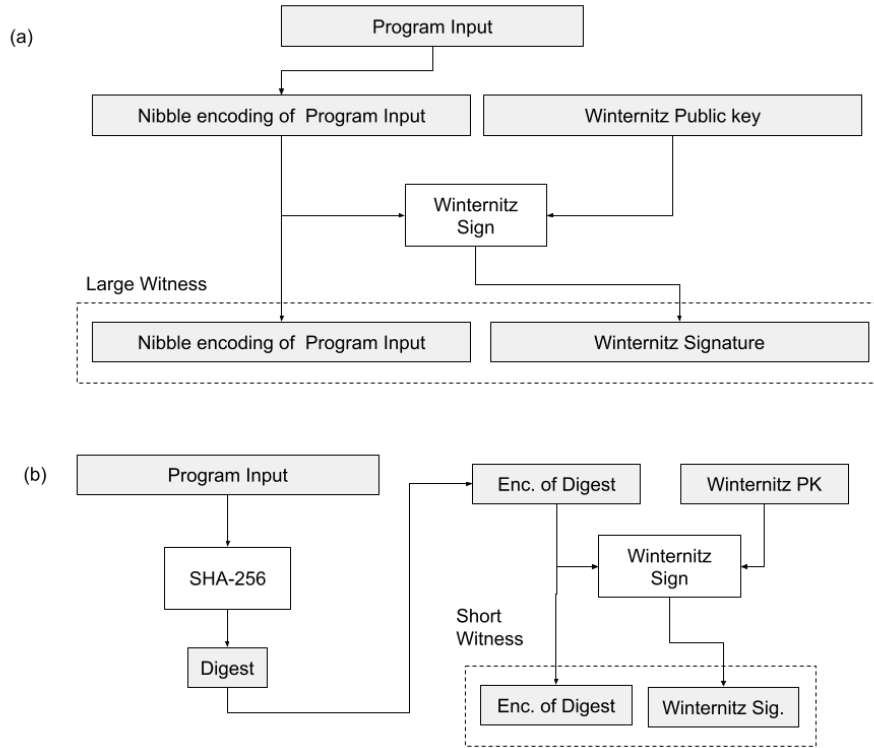 (a)
Program Input
Nibble encoding of  Program Input
Winternitz Public key
Winternitz
Sign
Large Witness
Nibble encoding of  Program Input
Winternitz Signature
(b)
Program Input
Enc. of Digest
Winternitz PK
SHA-256
Winternitz
Sign
Short
Witness
Digest
Enc. of Digest
Winternitz Sig.